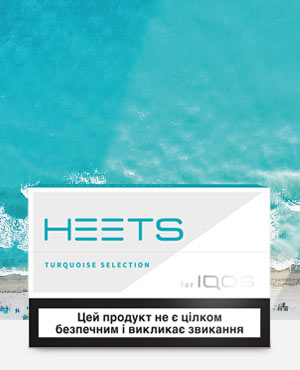 HEETS
TURQUOISE SELECTION
for IQOS
Цей продукт не є цілком
безпечним і викликає звикання